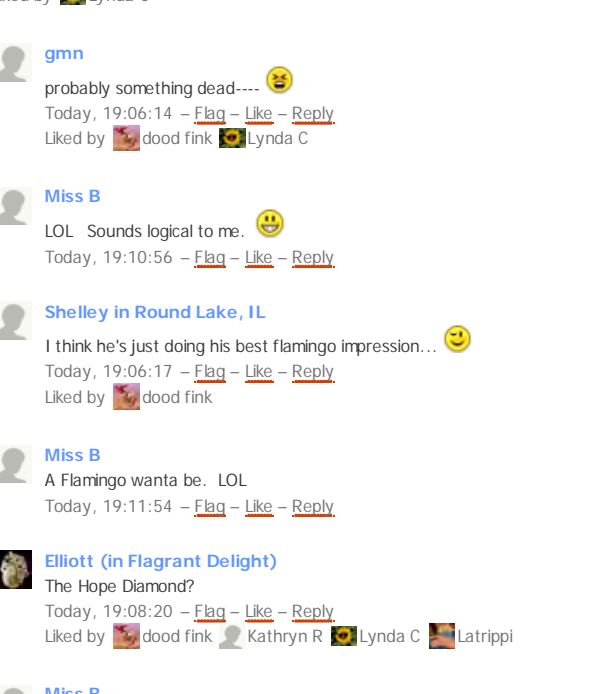 gmn
probably something dead----
Today, 19:06:14 – Flag – Like – Reply
Liked by dood fink Lynda C
Miss B
LOL Sounds logical to me.
Today, 19:10:56 – Flag – Like – Reply
Shelley in Round Lake, IL
I think he's just doing his best flamingo impression...
Today, 19:06:17 – Flag – Like – Reply
Liked by dood fink
Miss B
A Flamingo wanta be. LOL
Today, 19:11:54 – Flag – Like – Reply
Elliott (in Flagrant Delight)
The Hope Diamond?
Today, 19:08:20 – Flag – Like – Reply
Liked by dood fink Kathryn R Lynda C Latrippi
Miss B